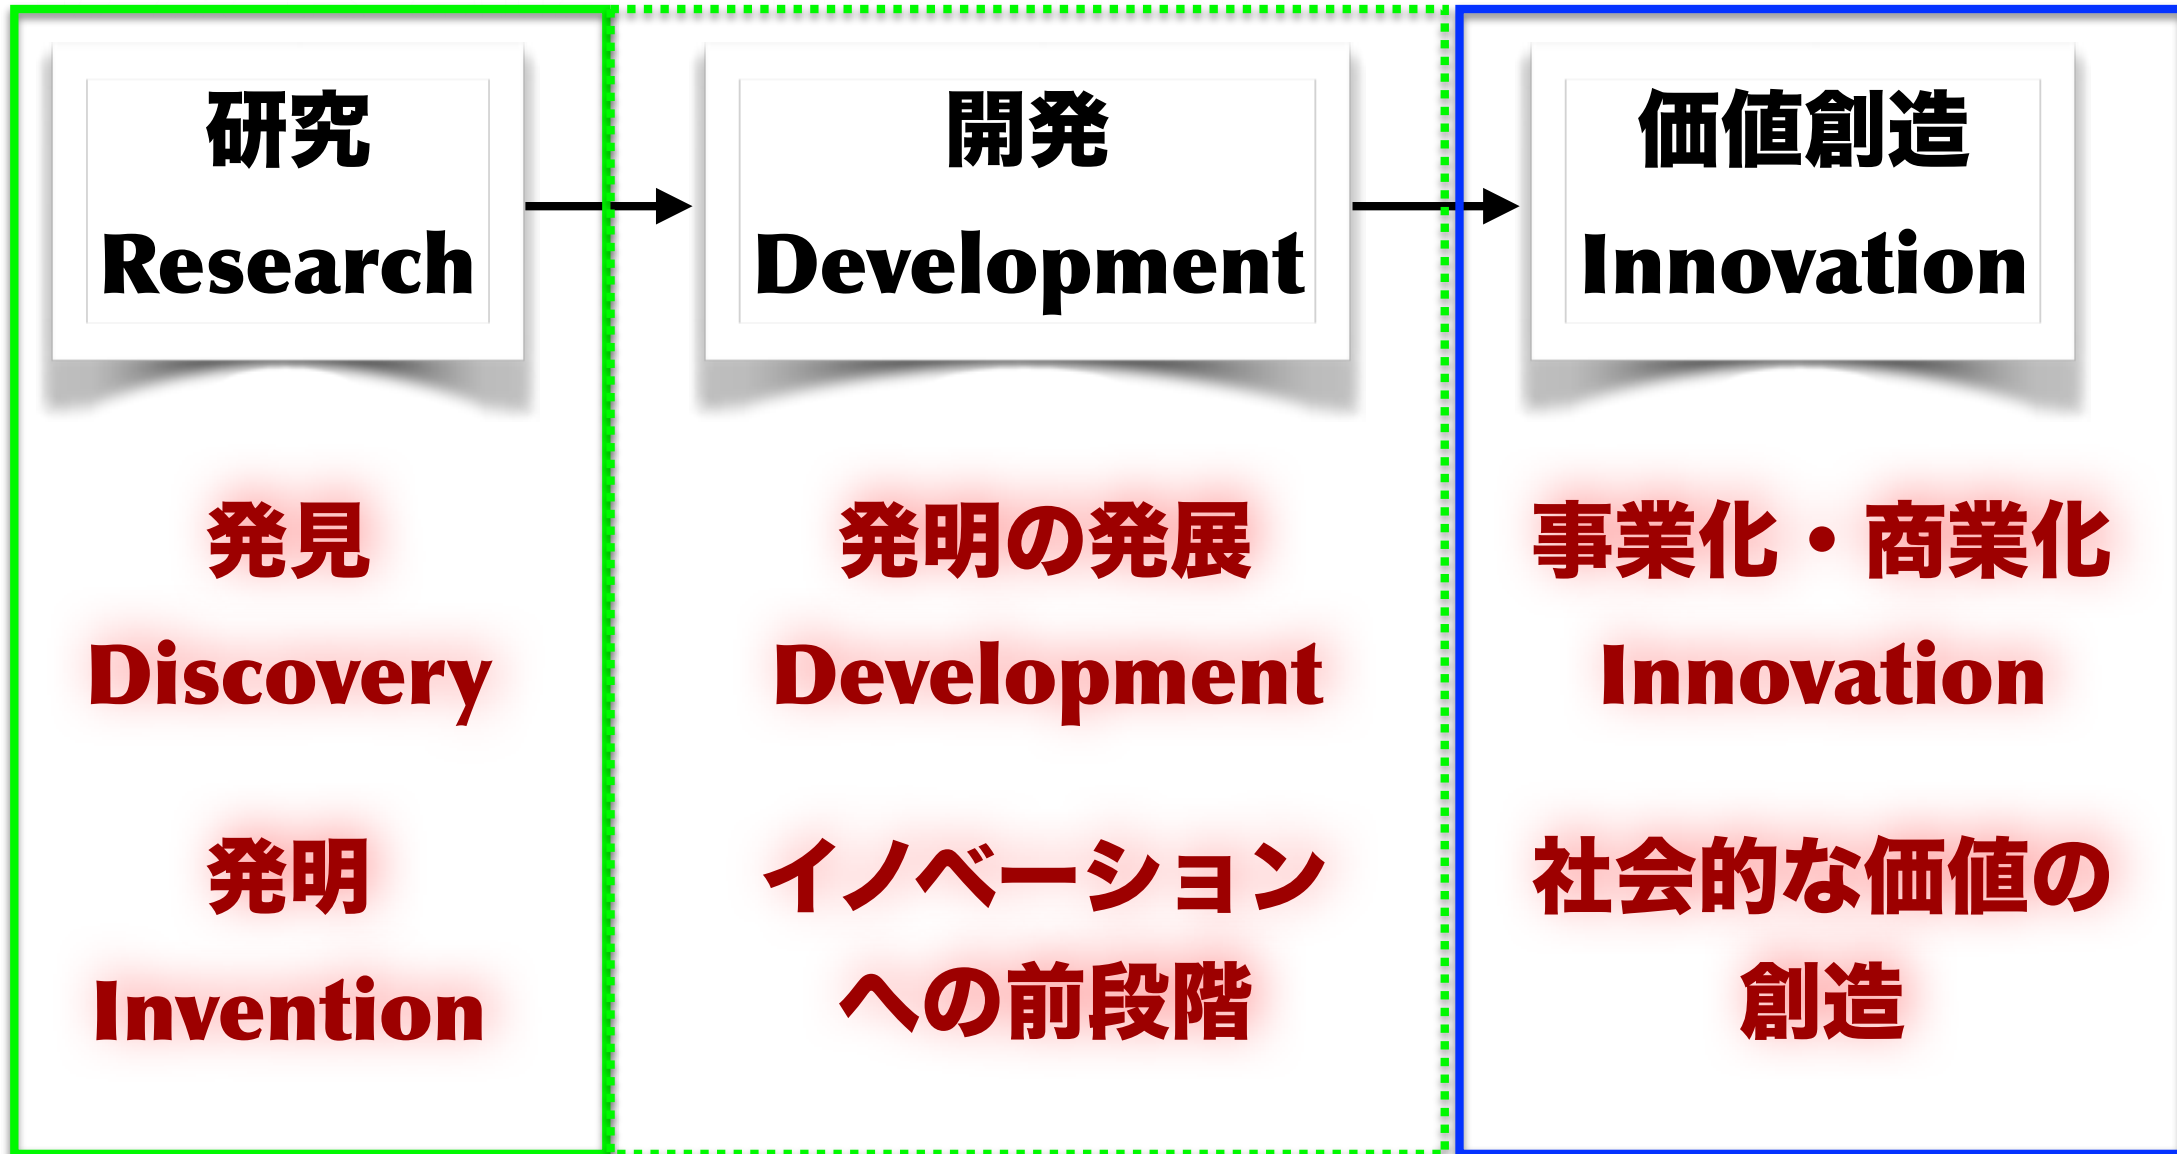 研究
Research
開発
Development
価値創造
Innovation
発見
Discovery
発明
Invention
発明の発展
Development
イノベーション
への前段階
事業化・商業化
Innovation
社会的な価値の
創造